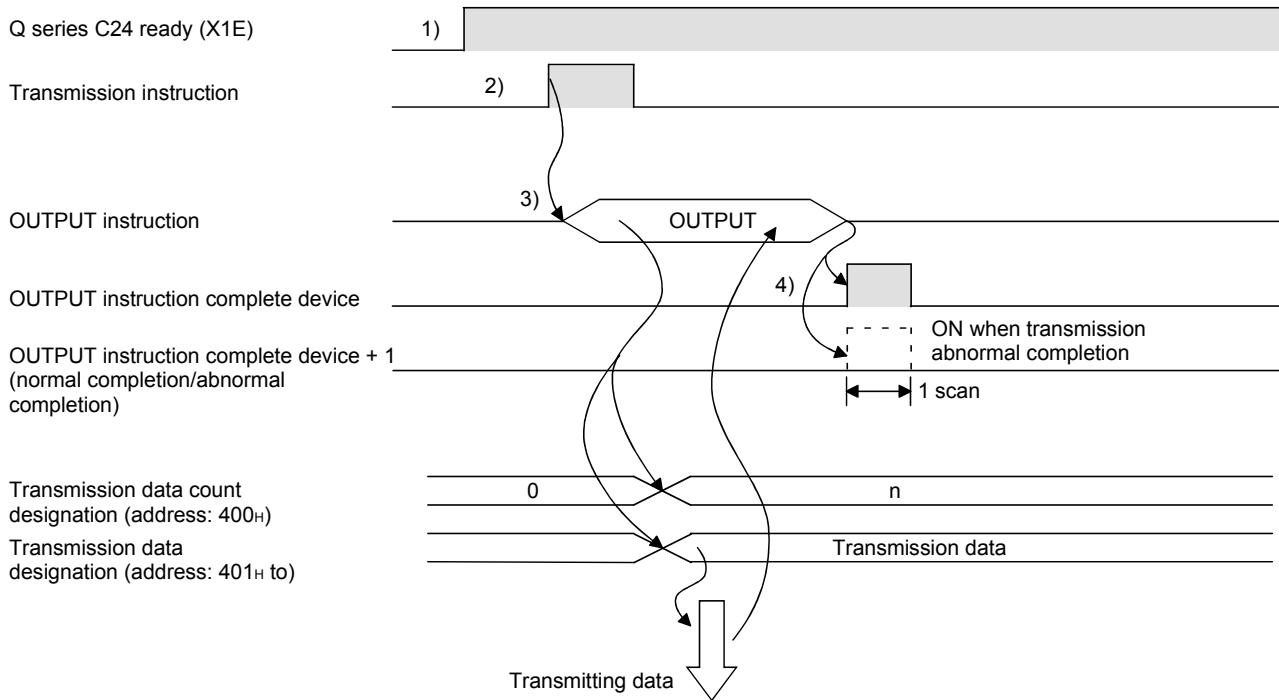 Q series C24 ready (X1E)
1)
Transmission instruction
2)
3)
OUTPUT instruction
OUTPUT
4)
OUTPUT instruction complete device
ON when transmission
abnormal completion
OUTPUT instruction complete device + 1
(normal completion/abnormal
completion)
1 scan
Transmission data count
designation (address: 400H)
0
n
Transmission data
designation (address: 401H to)
Transmission data
Transmitting data